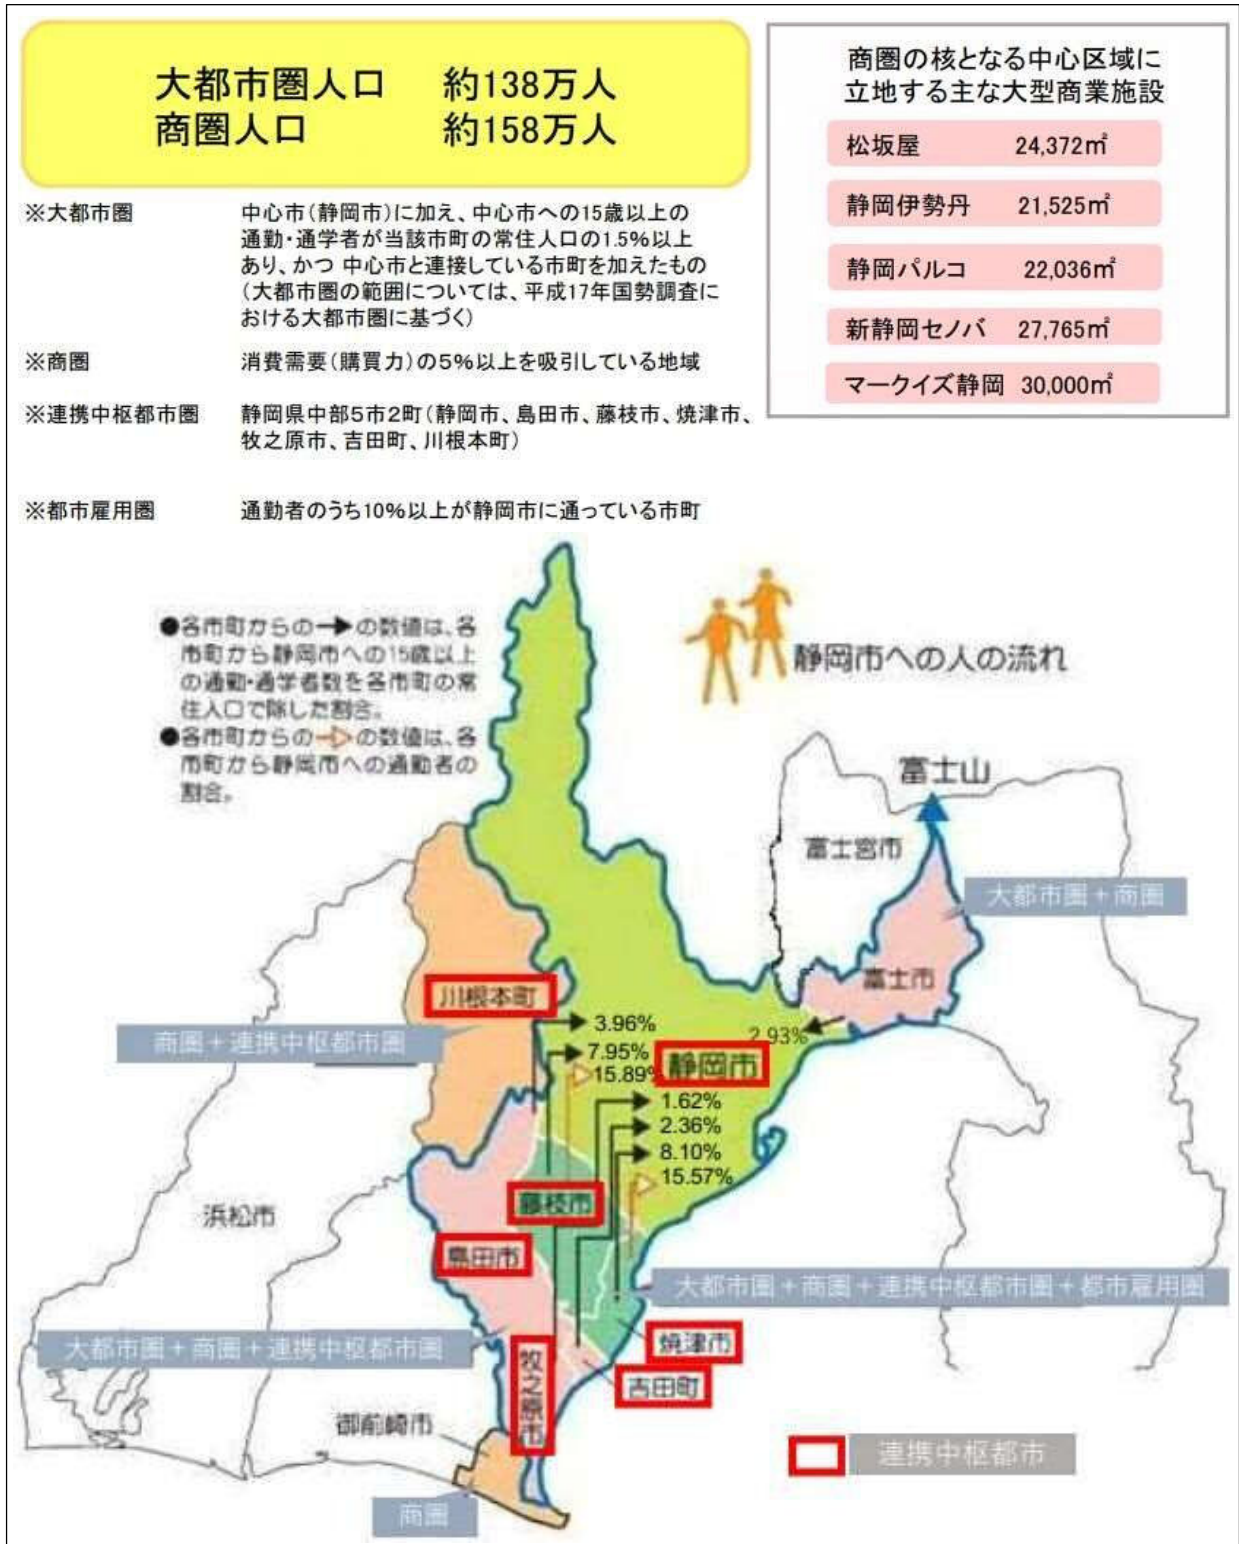 大都市圏人口 約138万人
商圏人口 約158万人
商圏の核となる中心区域に
立地する主な大型商業施設
松坂屋 24,372㎡
静岡伊勢丹 21,525㎡
静岡パルコ 22,036㎡
新静岡セノバ 27,765㎡
マークイズ静岡 30,000㎡
※大都市圏 中心市(静岡市)に加え、中心市への15歳以上の
通勤・通学者が当該市町の常住人口の1.5%以上
あり、かつ 中心市と連接している市町を加えたもの
(大都市圏の範囲については、平成17年国勢調査に
おける大都市圏に基づく)
※商圏 消費需要(購買力)の5%以上を吸引している地域
※連携中枢都市圏 静岡県中部5市2町(静岡市、島田市、藤枝市、焼津市、
牧之原市、吉田町、川根本町)
※都市雇用圏 通勤者のうち10%以上が静岡市に通っている市町
●各市町からの→の数値は、各
市町から静岡市への15歳以上
の通勤・通学者数を各市町の常
住人口で除した割合。
●各市町からの→の数値は、各
市町から静岡市への通勤者の
割合。
静岡市への人の流れ
富士山
富士宮市
大都市圏+商圏
富士市
川根本町
商圏+連携中枢都市圏
3.96%
2.93%
7.95%
15.89%
静岡市
1.62%
2.36%
8.10%
15.57%
浜松市
藤枝市
島田市
大都市圏+商圏+連携中枢都市圏+都市雇用圏
大都市圏+商圏+連携中枢都市圏
焼津市
吉田町
牧之原市
御前崎市
商圏
連携中枢都市